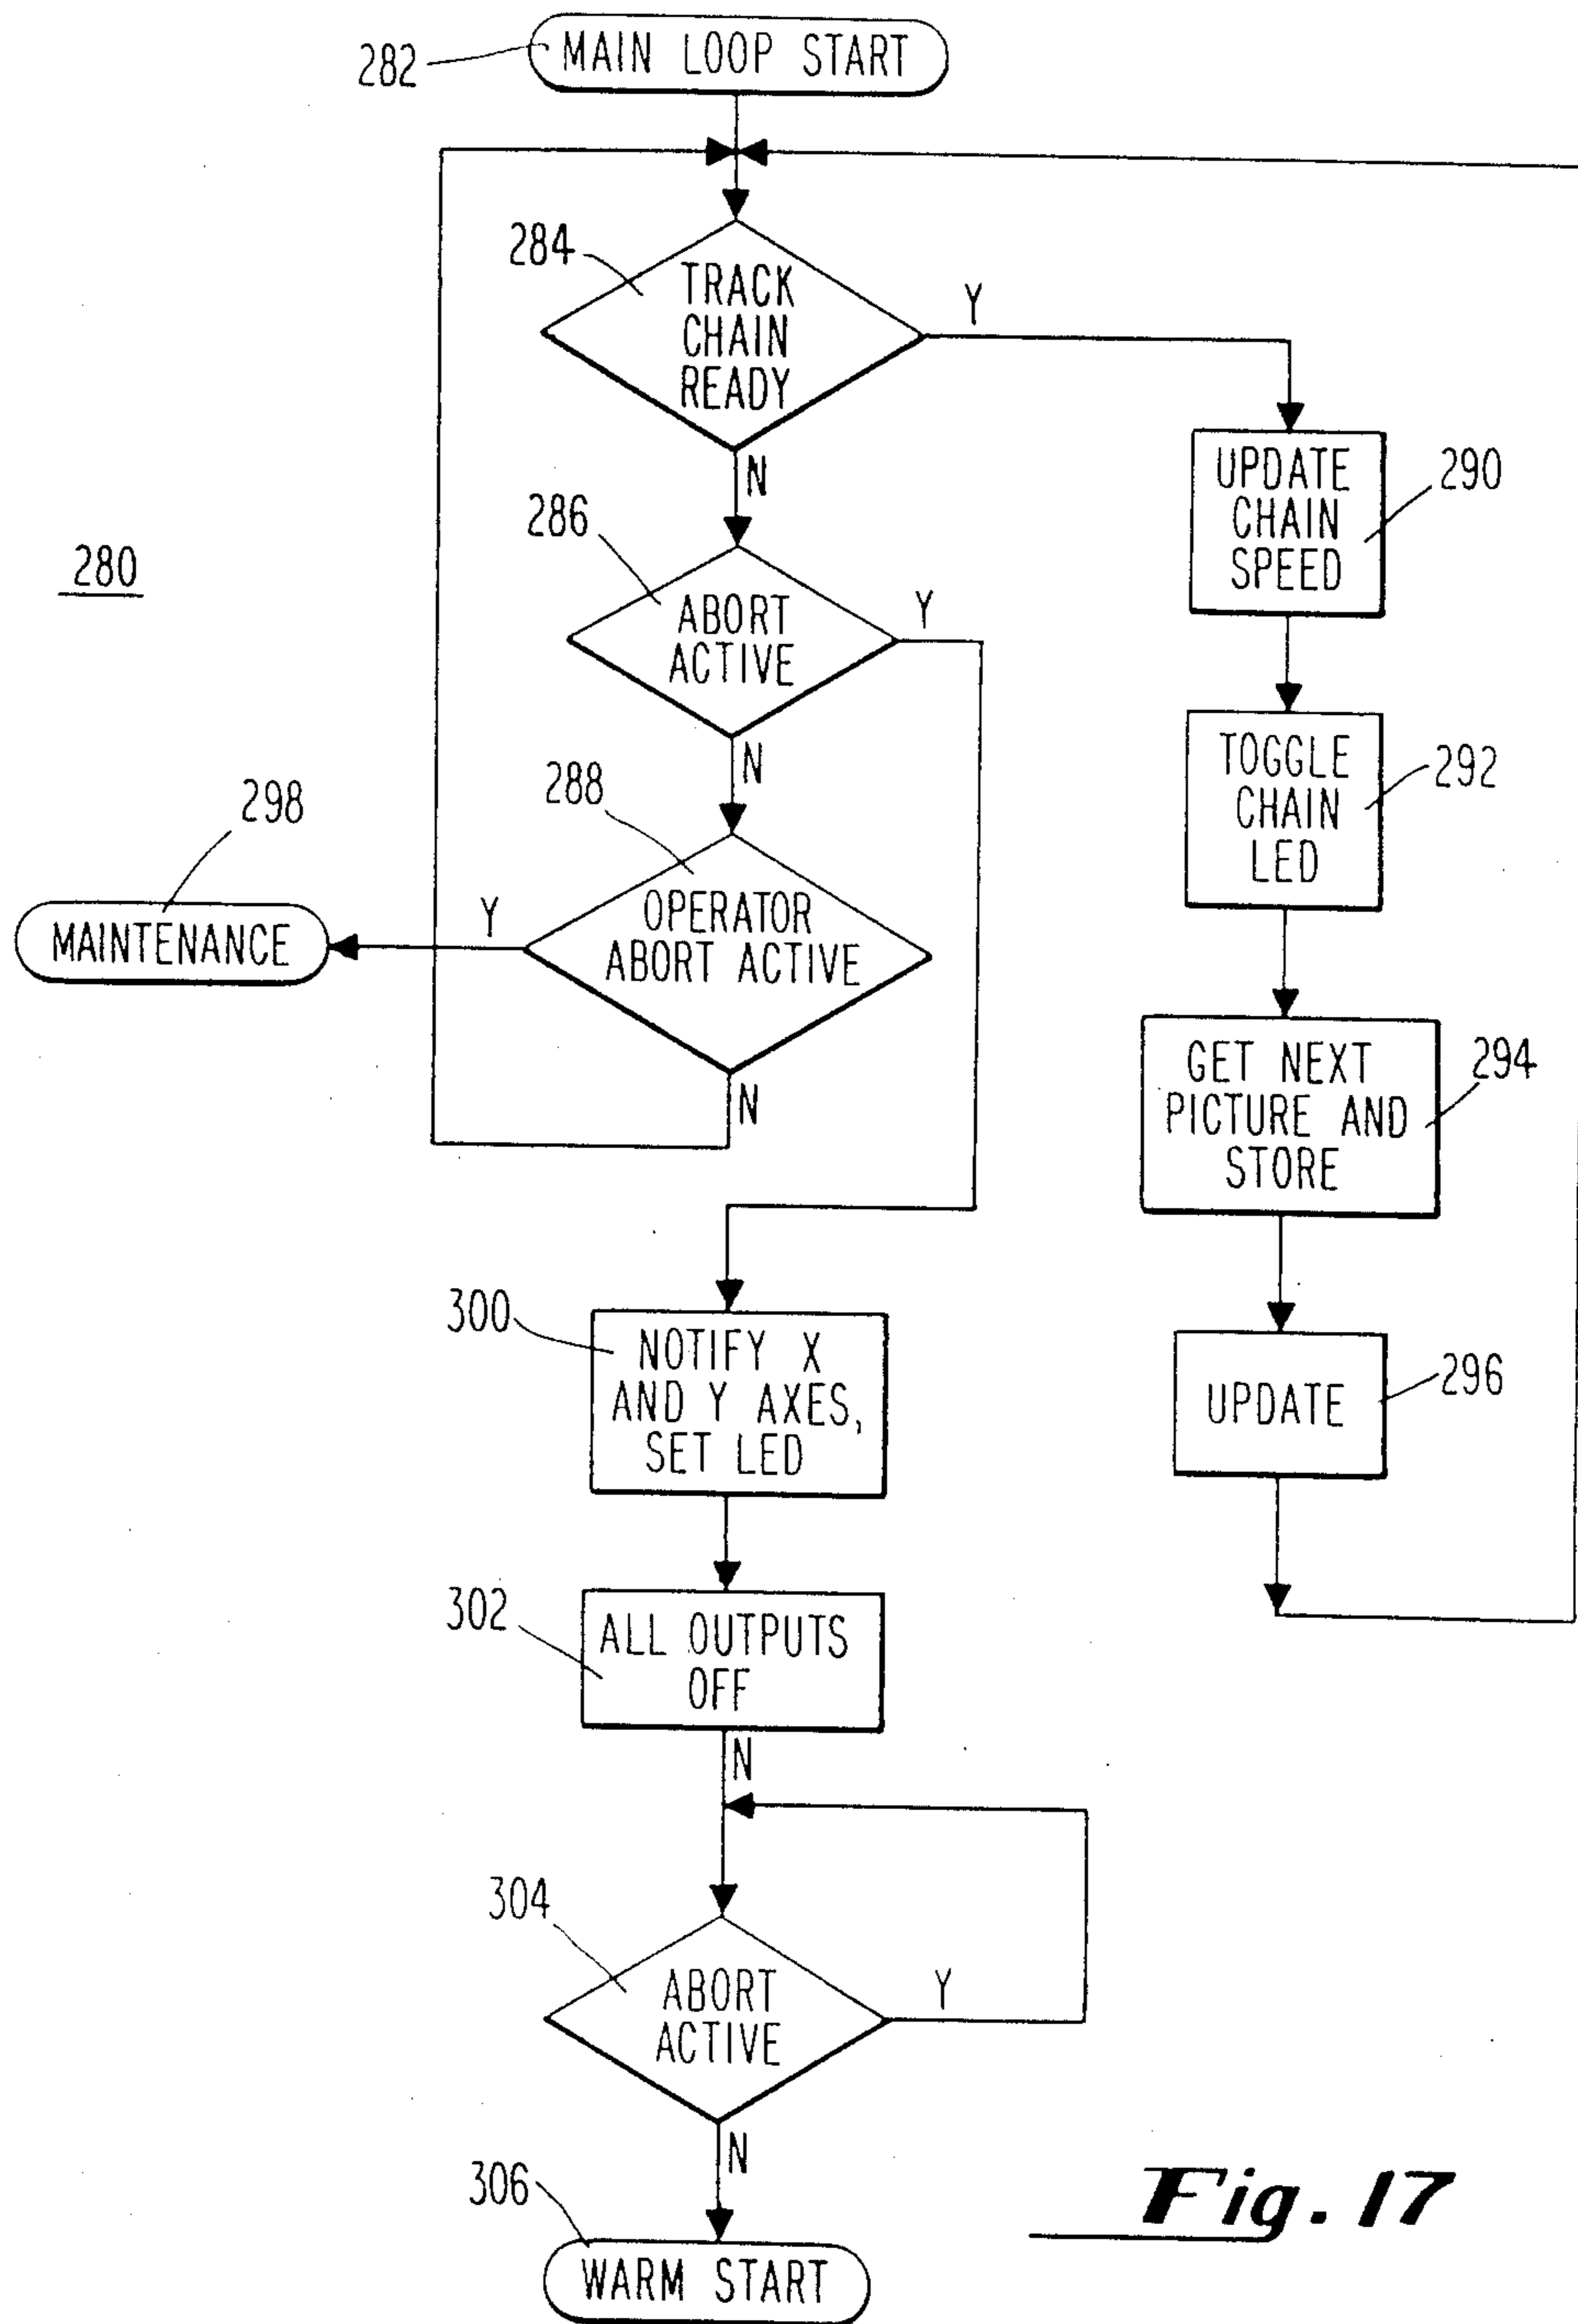 282
MAIN LOOP START
284
TRACK
CHAIN
READY
Y
N
UPDATE
CHAIN
SPEED
290
280
286
ABORT
ACTIVE
Y
N
TOGGLE
CHAIN
LED
292
298
MAINTENANCE
288
OPERATOR
ABORT ACTIVE
Y
N
GET NEXT
PICTURE AND
STORE
294
300
NOTIFY X
AND Y AXES,
SET LED
UPDATE
296
302
ALL OUTPUTS
OFF
N
304
ABORT
ACTIVE
Y
N
306
WARM START
Fig. 17